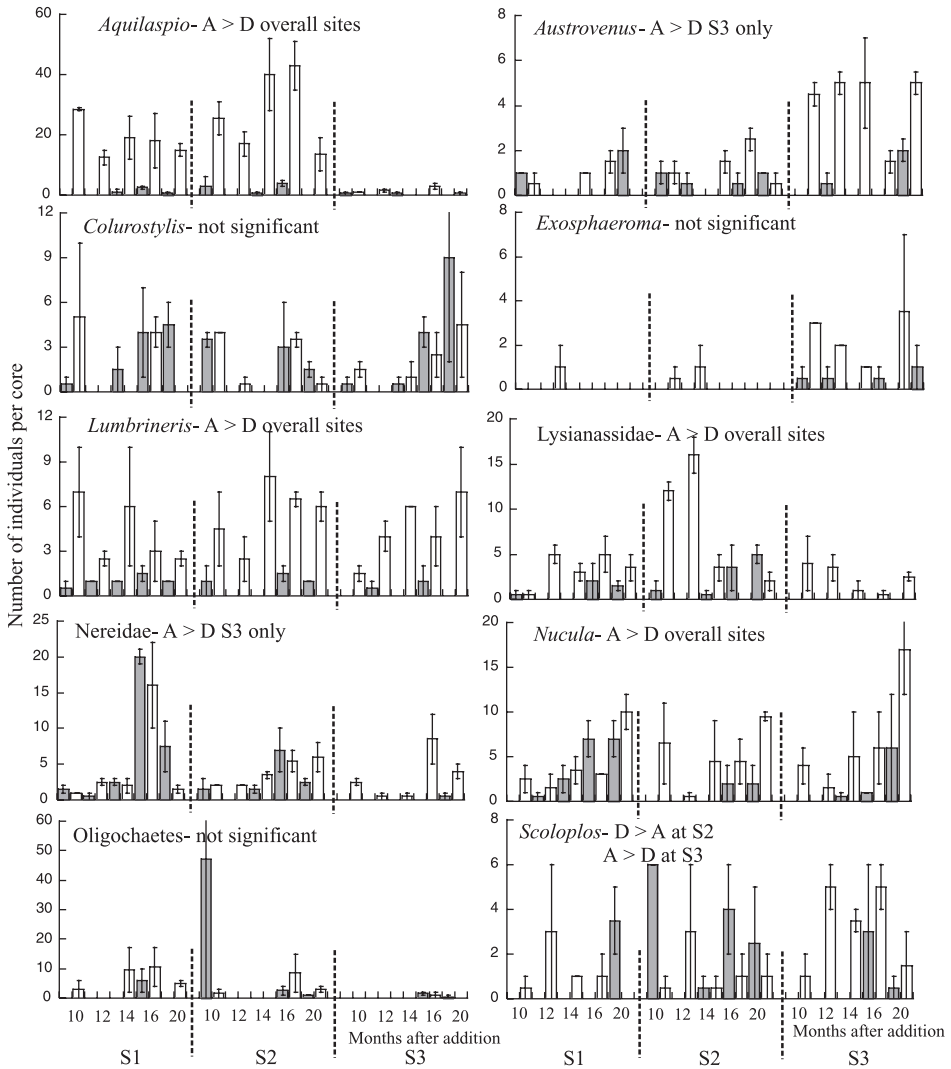 Number of individuals per core
Aquilaspio- A > D overall sites
60
40
20
0
Austrovenus- A > D S3 only
8
6
4
2
0
Colurostylis- not significant
12
9
6
3
0
Exosphaeroma- not significant
8
6
4
2
0
Lumbrineris- A > D overall sites
12
9
6
3
0
Lysianassidae- A > D overall sites
20
15
10
5
0
Nereidae- A > D S3 only
25
20
15
10
5
0
Nucula- A > D overall sites
20
15
10
5
0
Oligochaetes- not significant
60
50
40
30
20
10
0
Scoloplos- D > A at S2
A > D at S3
8
6
4
2
0
10 12 14 16 20 10 12 14 16 20 10 12 14 16 20
Months after addition
S1 S2 S3
10 12 14 16 20 10 12 14 16 20 10 12 14 16 20
Months after addition
S1 S2 S3